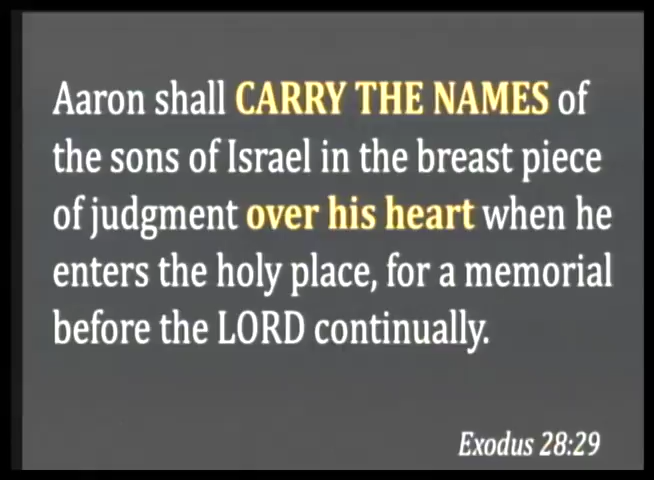 Aaron shall CARRY THE NAMES of
the sons of Israel in the breast piece
of judgment over his heart when he
enters the holy place, for a memorial
before the LORD continually.
Exodus 28:29